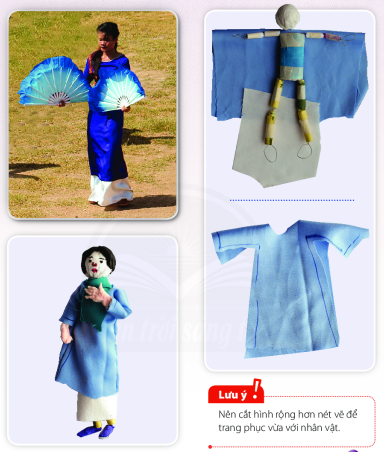 Lưu ý !
Nên cắt hình rộng hơn nét vẽ để
trang phục vừa với nhân vật.